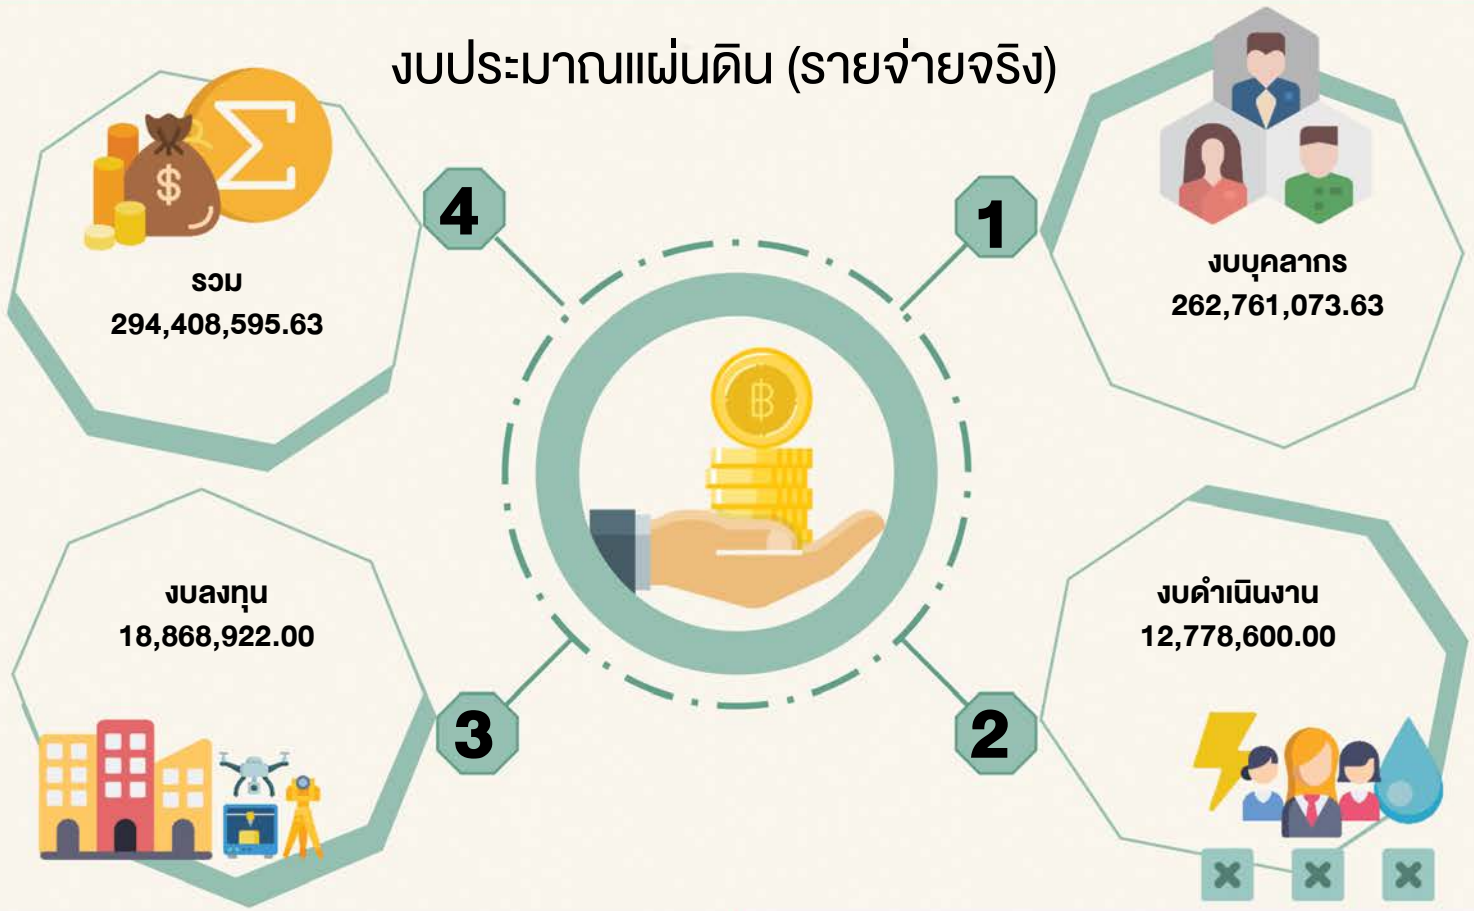 งบประมาณแผ่นดิน (รายจ่ายจริง)
1
งบบุคลากร
262,761,073.63
2
งบดำเนินงาน
12,778,600.00
3
งบลงทุน
18,868,922.00
4
รวม
294,408,595.63